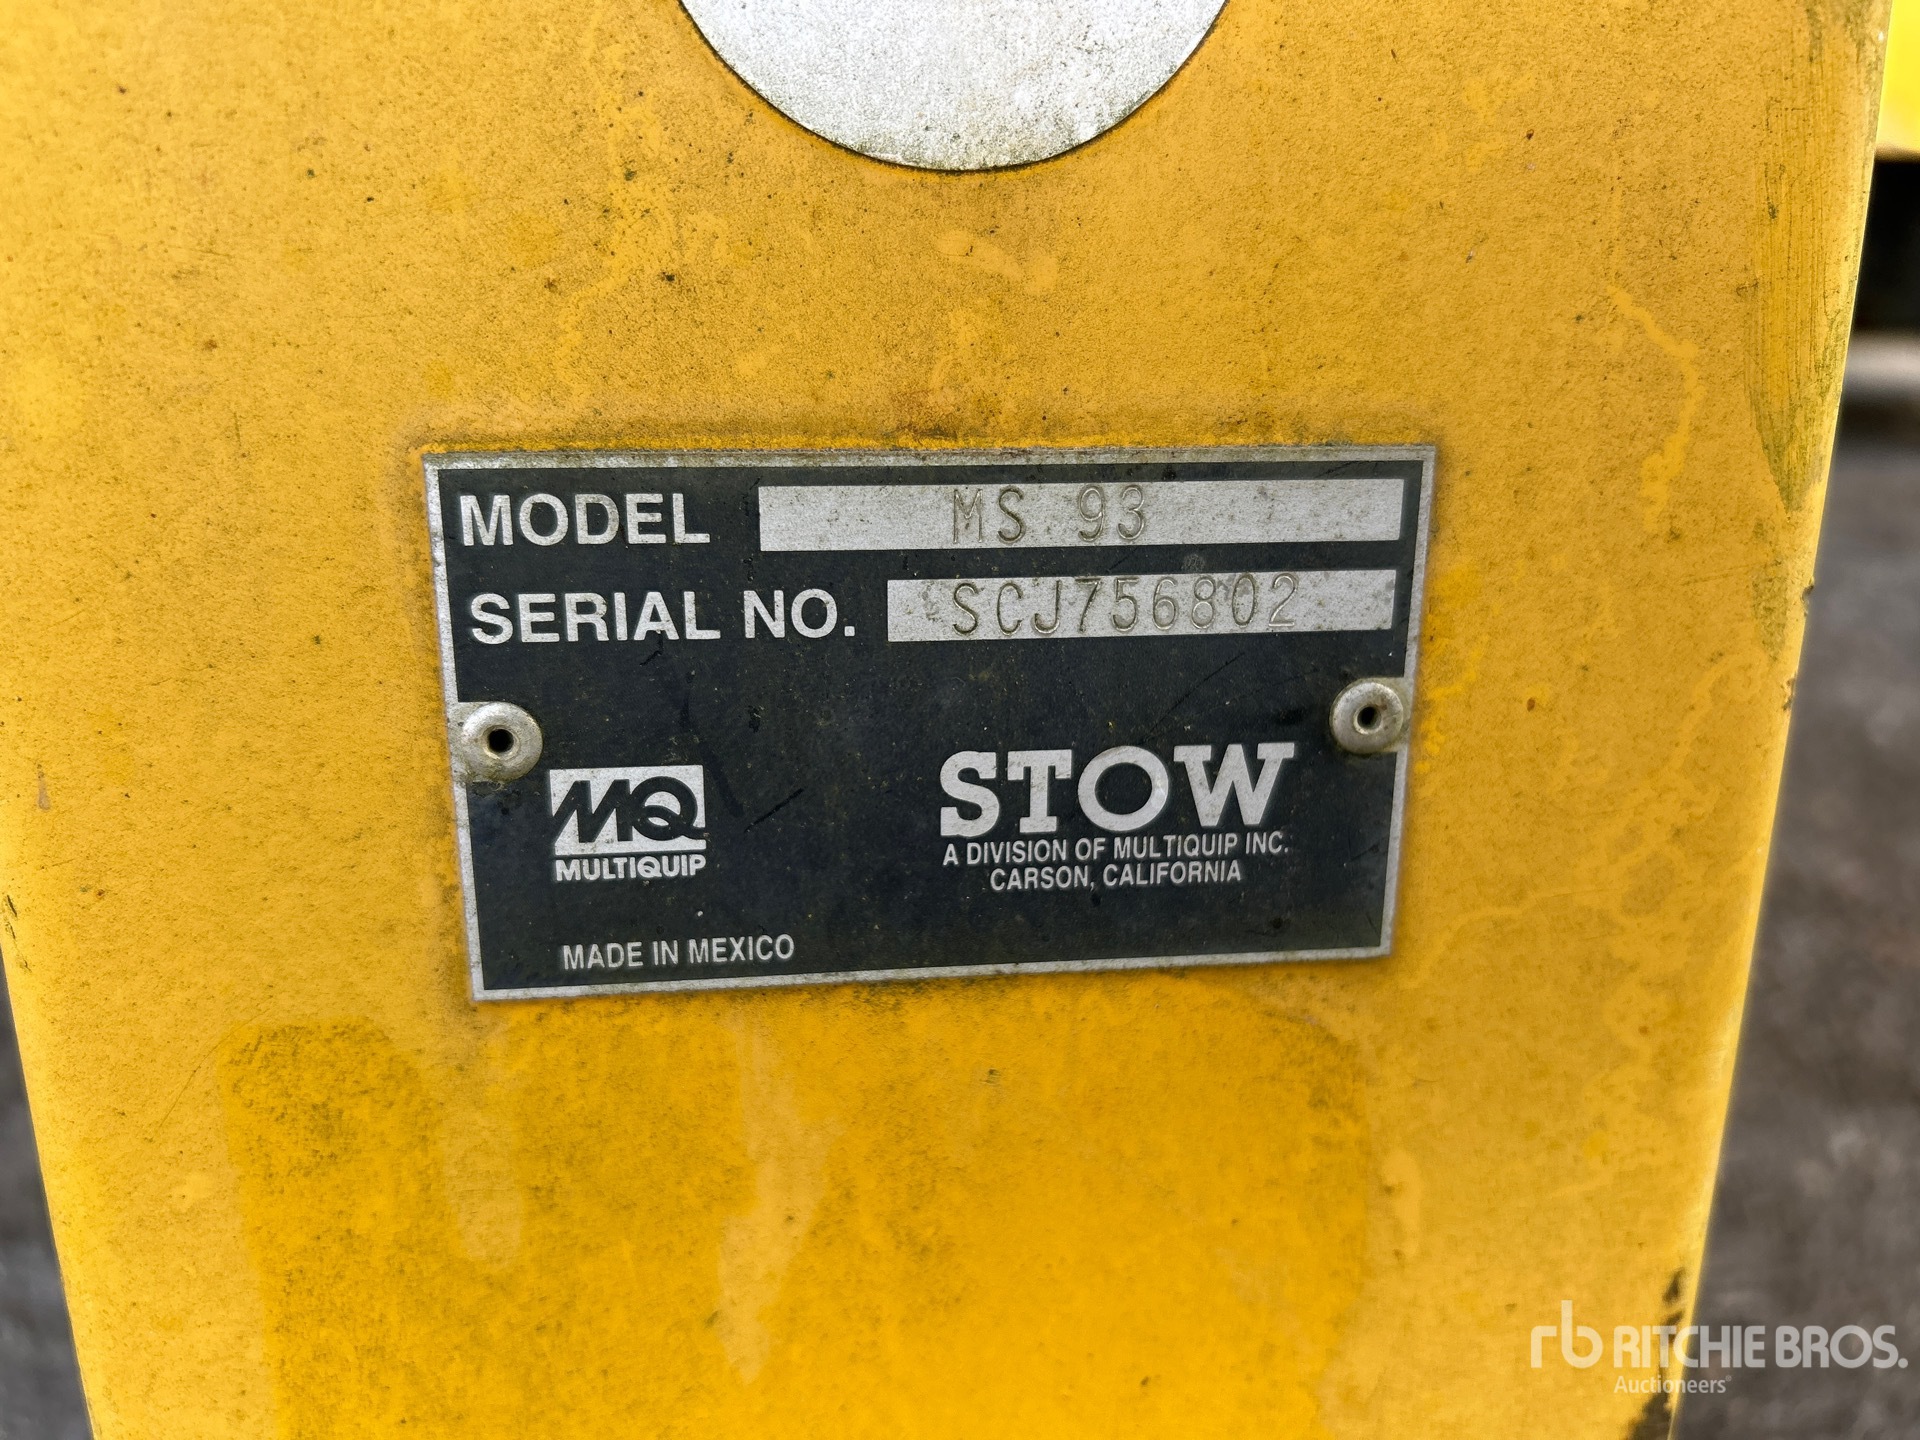 MODEL MS 93
SERIAL NO. SCJ756802
MQ
MULTIQUIP
STOW
A DIVISION OF MULTIQUIP INC.
CARSON, CALIFORNIA
MADE IN MEXICO
rb RITCHIE BROS.
Auctioneers